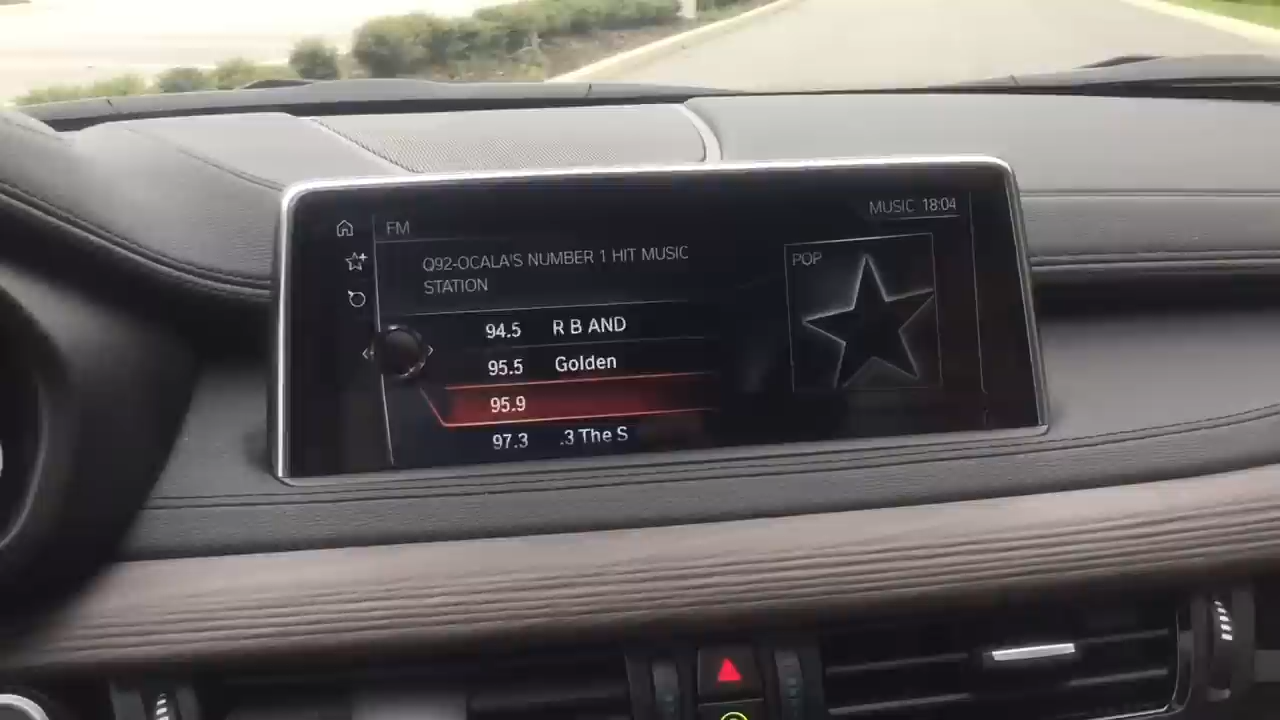 MUSIC 18:04
FM
Q92-OCALA'S NUMBER 1 HIT MUSIC
STATION
POP
94.5 R B AND
95.5 Golden
95.9
97.3 .3 The S